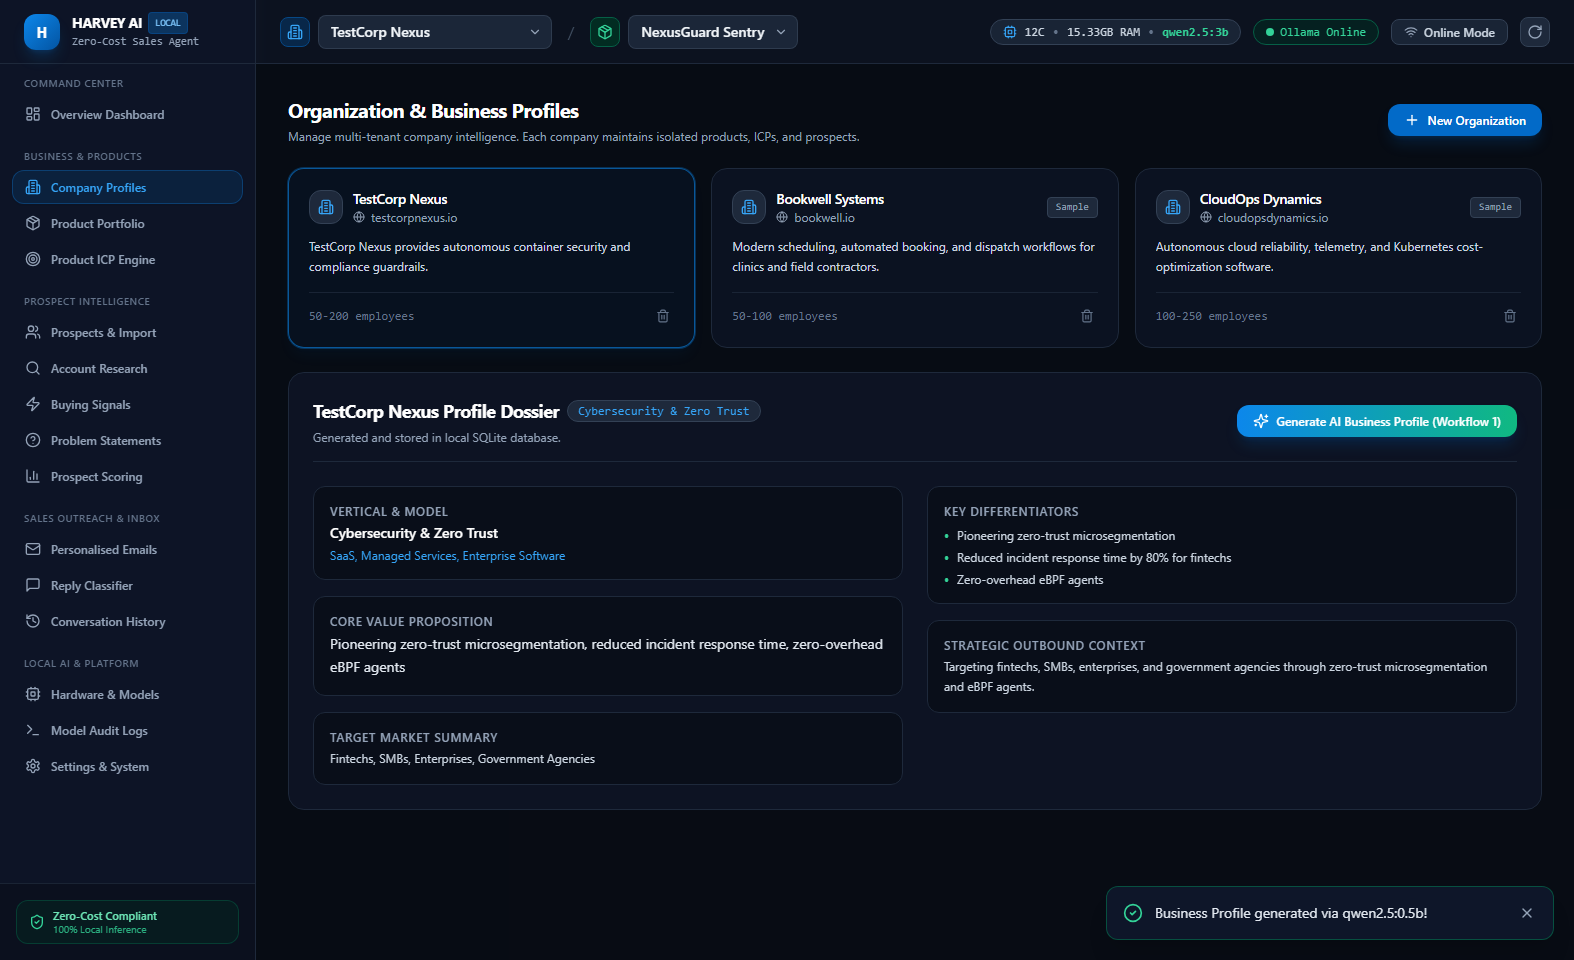 H
HARVEY AI
LOCAL
Zero-Cost Sales Agent
TestCorp Nexus
/
NexusGuard Sentry
12C • 15.33GB RAM • qwen2.5:3b
Ollama Online
Online Mode
COMMAND CENTER
Overview Dashboard
BUSINESS & PRODUCTS
Company Profiles
Product Portfolio
Product ICP Engine
PROSPECT INTELLIGENCE
Prospects & Import
Account Research
Buying Signals
Problem Statements
Prospect Scoring
SALES OUTREACH & INBOX
Personalised Emails
Reply Classifier
Conversation History
LOCAL AI & PLATFORM
Hardware & Models
Model Audit Logs
Settings & System
Zero-Cost Compliant
100% Local Inference
Organization & Business Profiles
Manage multi-tenant company intelligence. Each company maintains isolated products, ICPs, and prospects.
New Organization
TestCorp Nexus
testcorpnexus.io
TestCorp Nexus provides autonomous container security and
compliance guardrails.
50-200 employees
Bookwell Systems
bookwell.io
Sample
Modern scheduling, automated booking, and dispatch workflows for
clinics and field contractors.
50-100 employees
CloudOps Dynamics
cloudopsdynamics.io
Sample
Autonomous cloud reliability, telemetry, and Kubernetes cost-
optimization software.
100-250 employees
TestCorp Nexus Profile Dossier
Cybersecurity & Zero Trust
Generated and stored in local SQLite database.
Generate AI Business Profile (Workflow 1)
VERTICAL & MODEL
Cybersecurity & Zero Trust
SaaS, Managed Services, Enterprise Software
CORE VALUE PROPOSITION
Pioneering zero-trust microsegmentation, reduced incident response time, zero-overhead
eBPF agents
TARGET MARKET SUMMARY
Fintechs, SMBs, Enterprises, Government Agencies
KEY DIFFERENTIATORS
• Pioneering zero-trust microsegmentation
• Reduced incident response time by 80% for fintechs
• Zero-overhead eBPF agents
STRATEGIC OUTBOUND CONTEXT
Targeting fintechs, SMBs, enterprises, and government agencies through zero-trust microsegmentation
and eBPF agents.
Business Profile generated via qwen2.5:0.5b!